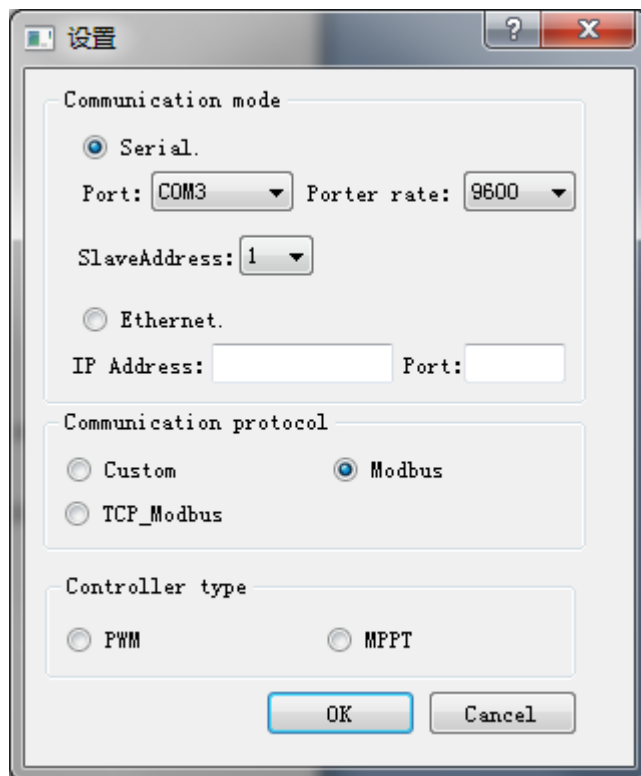 设置
Communication mode
Serial.
Port: COM3 Porter rate: 9600
SlaveAddress: 1
Ethernet.
IP Address: Port:
Communication protocol
Custom Modbus
TCP_Modbus
Controller type
PWM MPPT
OK Cancel